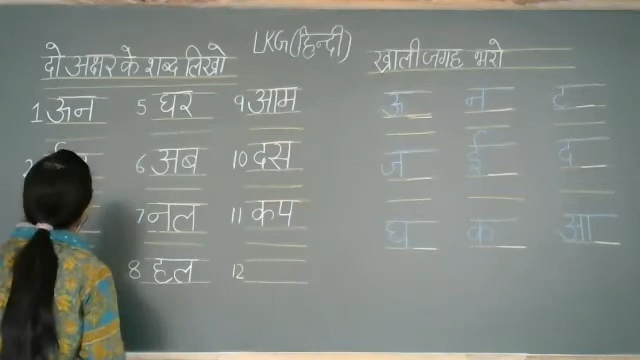 LKG (हिन्दी)
दो अक्षर के शब्द लिखो
1 ऊन
5 घर
6 अब
7 नल
8 हल
9 आम
10 दस
11 कप
12
खाली जगह भरो
ऊ न ट
ज ई द
घ क आ